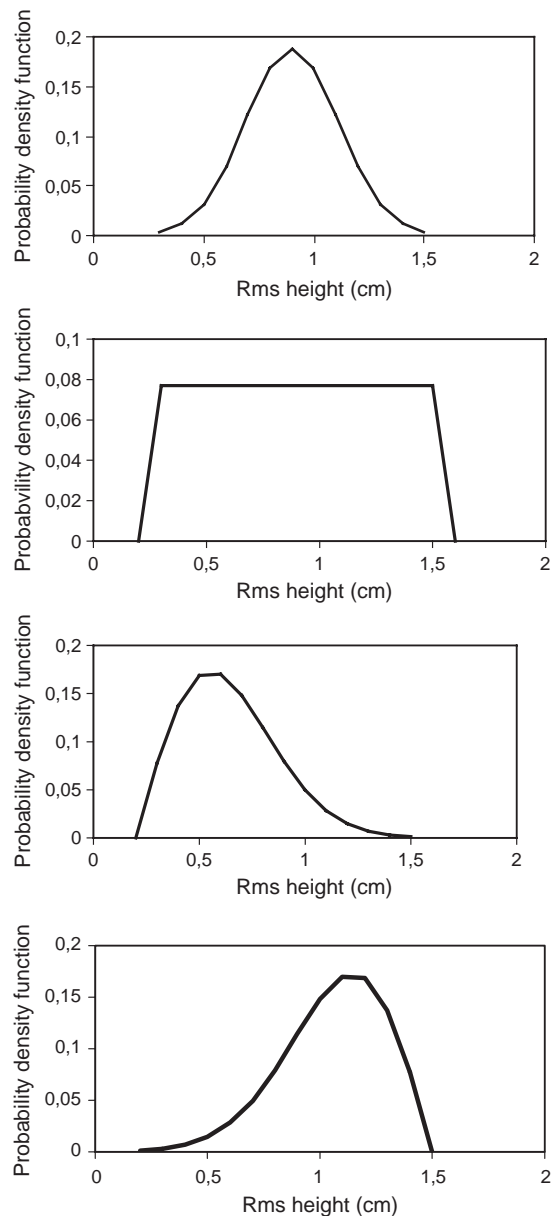 Probability density function
0,2
0,15
0,1
0,05
0
0 0,5 1 1,5 2
Rms height (cm)
Probabvility density function
0,1
0,08
0,06
0,04
0,02
0
0 0,5 1 1,5 2
Rms height (cm)
Probability density function
0,2
0,15
0,1
0,05
0
0 0,5 1 1,5 2
Rms height (cm)
Probability density function
0,2
0,15
0,1
0,05
0
0 0,5 1 1,5 2
Rms height (cm)